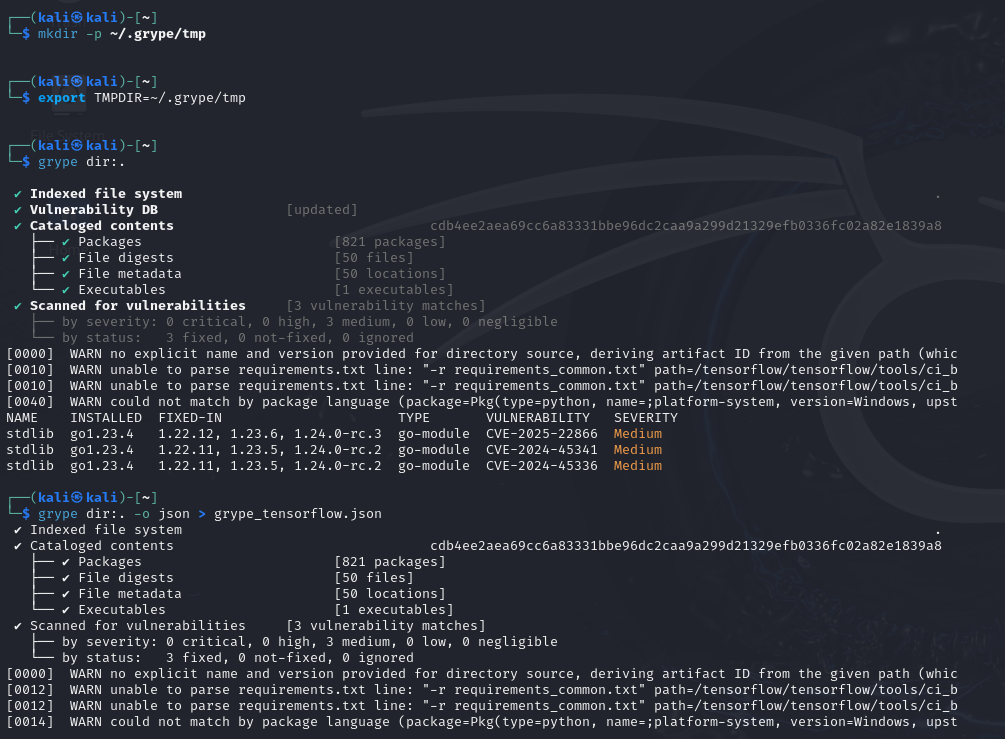 ┌──(kali㉿kali)-[~]
└─$ mkdir -p ~/.grype/tmp
┌──(kali㉿kali)-[~]
└─$ export TMPDIR=~/.grype/tmp
File System
┌──(kali㉿kali)-[~]
└─$ grype dir:.
✔ Indexed file system .
✔ Vulnerability DB [updated]
✔ Cataloged contents cdb4ee2aea69cc6a83331bbe96dc2caa9a299d21329efb0336fc02a82e1839a8
├── ✔ Packages [821 packages]
├── ✔ File digests [50 files]
├── ✔ File metadata [50 locations]
└── ✔ Executables [1 executables]
✔ Scanned for vulnerabilities [3 vulnerability matches]
├── by severity: 0 critical, 0 high, 3 medium, 0 low, 0 negligible
└── by status: 3 fixed, 0 not-fixed, 0 ignored
[0000] WARN no explicit name and version provided for directory source, deriving artifact ID from the given path (whic
[0010] WARN unable to parse requirements.txt line: "-r requirements_common.txt" path=/tensorflow/tensorflow/tools/ci_b
[0010] WARN unable to parse requirements.txt line: "-r requirements_common.txt" path=/tensorflow/tensorflow/tools/ci_b
[0040] WARN could not match by package language (package=Pkg(type=python, name=;platform-system, version=Windows, upst
NAME INSTALLED FIXED-IN TYPE VULNERABILITY SEVERITY
stdlib go1.23.4 1.22.12, 1.23.6, 1.24.0-rc.3 go-module CVE-2025-22866 Medium
stdlib go1.23.4 1.22.11, 1.23.5, 1.24.0-rc.2 go-module CVE-2024-45341 Medium
stdlib go1.23.4 1.22.11, 1.23.5, 1.24.0-rc.2 go-module CVE-2024-45336 Medium
┌──(kali㉿kali)-[~]
└─$ grype dir:. -o json > grype_tensorflow.json
✔ Indexed file system .
✔ Cataloged contents cdb4ee2aea69cc6a83331bbe96dc2caa9a299d21329efb0336fc02a82e1839a8
├── ✔ Packages [821 packages]
├── ✔ File digests [50 files]
├── ✔ File metadata [50 locations]
└── ✔ Executables [1 executables]
✔ Scanned for vulnerabilities [3 vulnerability matches]
├── by severity: 0 critical, 0 high, 3 medium, 0 low, 0 negligible
└── by status: 3 fixed, 0 not-fixed, 0 ignored
[0000] WARN no explicit name and version provided for directory source, deriving artifact ID from the given path (whic
[0012] WARN unable to parse requirements.txt line: "-r requirements_common.txt" path=/tensorflow/tensorflow/tools/ci_b
[0012] WARN unable to parse requirements.txt line: "-r requirements_common.txt" path=/tensorflow/tensorflow/tools/ci_b
[0014] WARN could not match by package language (package=Pkg(type=python, name=;platform-system, version=Windows, upst